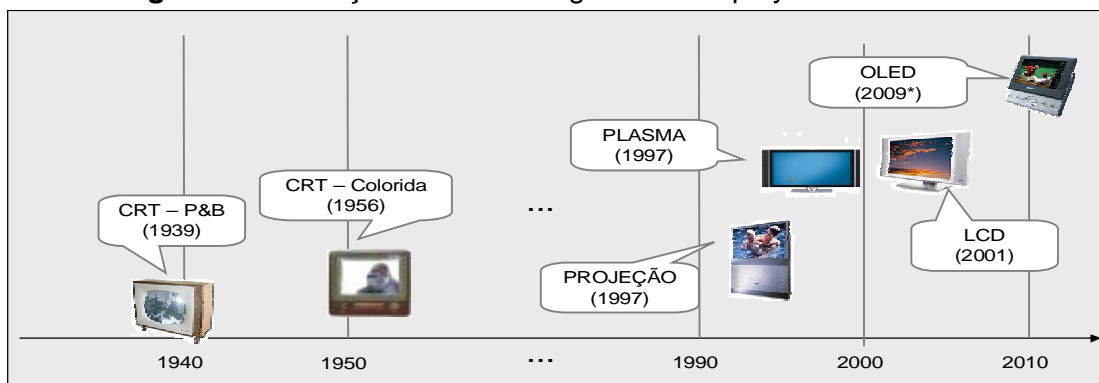 OLED
(2009*)
PLASMA
(1997)
CRT – Colorida
(1956)
...
CRT – P&B
(1939)
LCD
(2001)
PROJEÇÃO
(1997)
1940
1950
...
1990
2000
2010